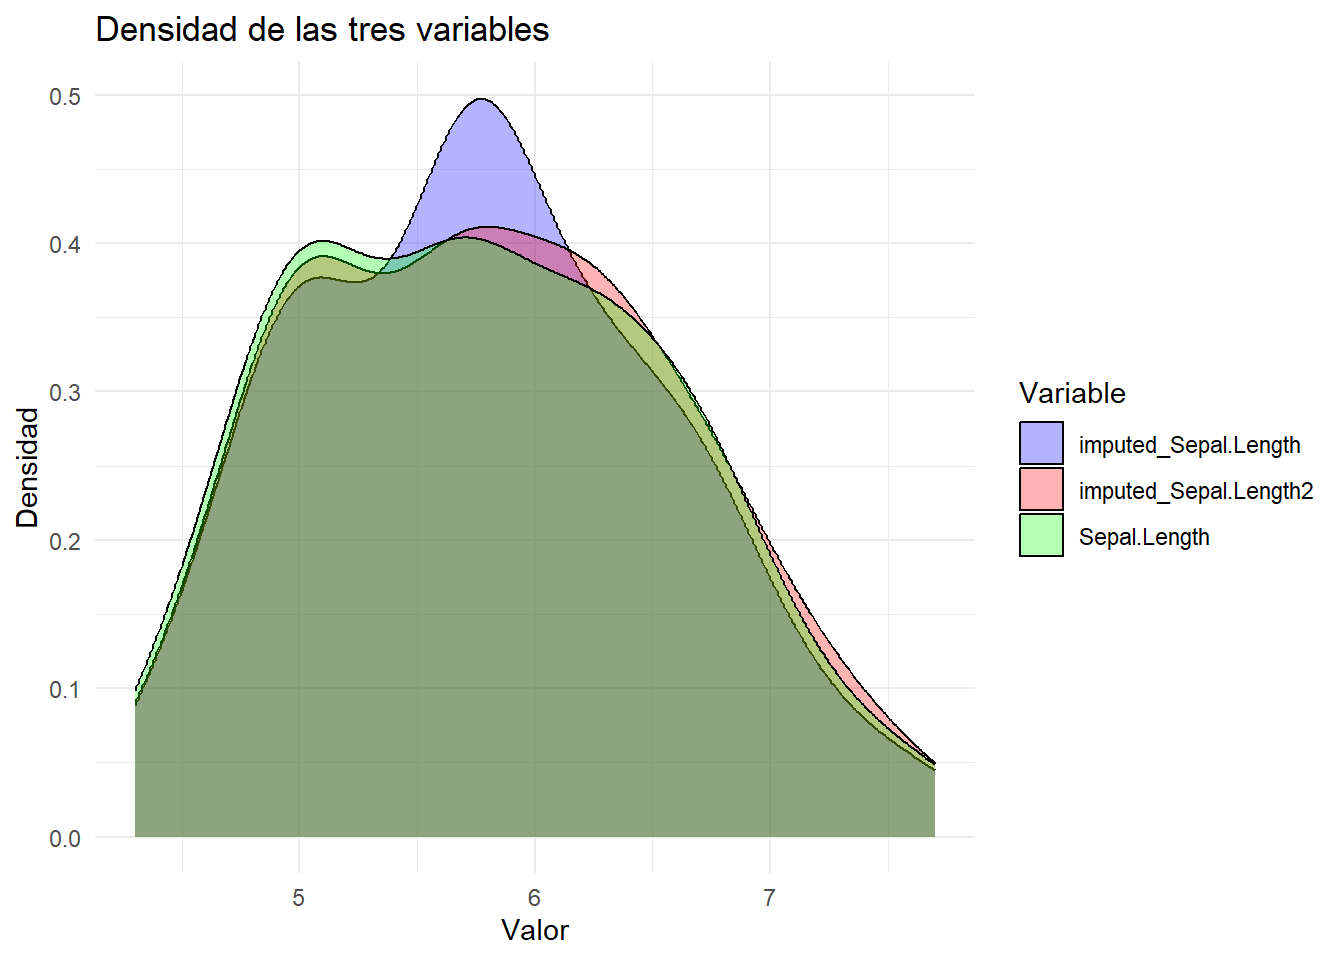 Densidad de las tres variables
0.5
0.4
0.3
0.2
0.1
0.0
Densidad
5
6
7
Valor
Variable
imputed_Sepal.Length
imputed_Sepal.Length2
Sepal.Length